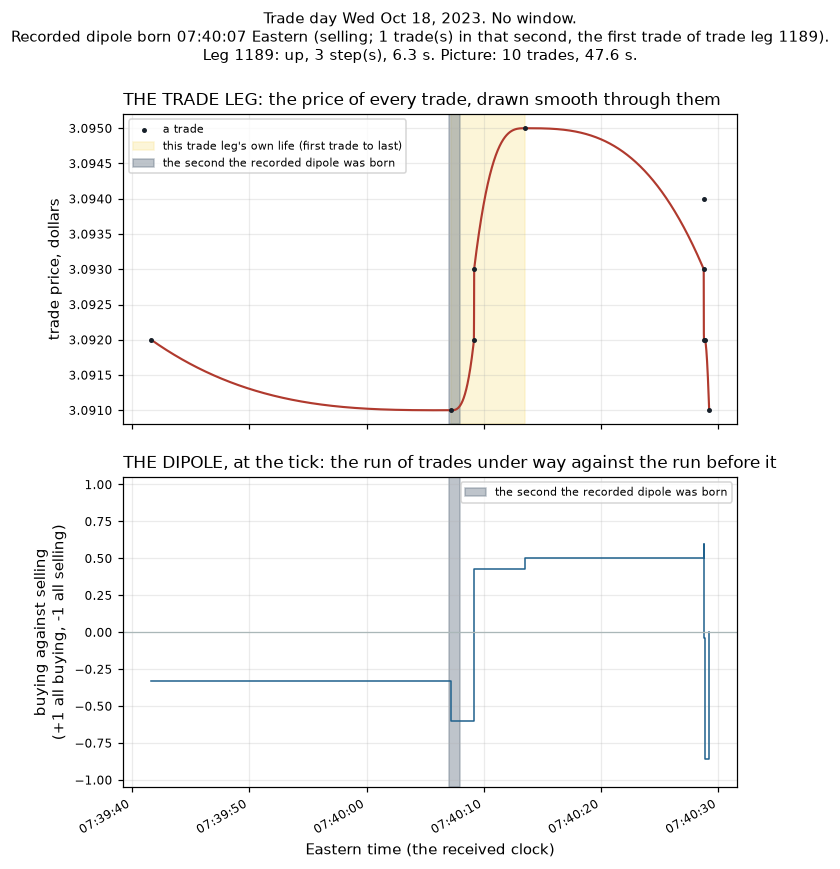 Trade day Wed Oct 18, 2023. No window.
Recorded dipole born 07:40:07 Eastern (selling; 1 trade(s) in that second, the first trade of trade leg 1189).
Leg 1189: up, 3 step(s), 6.3 s. Picture: 10 trades, 47.6 s.
THE TRADE LEG: the price of every trade, drawn smooth through them
a trade
this trade leg's own life (first trade to last)
the second the recorded dipole was born
trade price, dollars
3.0950
3.0945
3.0940
3.0935
3.0930
3.0925
3.0920
3.0915
3.0910
THE DIPOLE, at the tick: the run of trades under way against the run before it
the second the recorded dipole was born
buying against selling
(+1 all buying, -1 all selling)
1.00
0.75
0.50
0.25
0.00
−0.25
−0.50
−0.75
−1.00
07:39:40
07:39:50
07:40:00
07:40:10
07:40:20
07:40:30
Eastern time (the received clock)